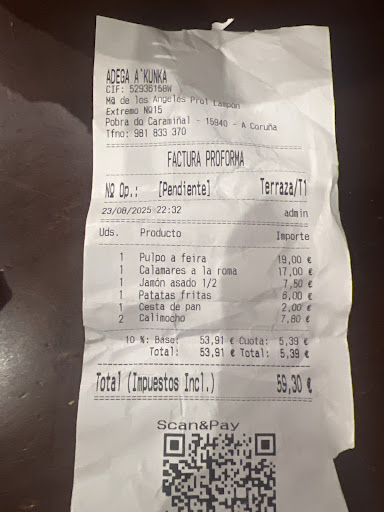 ADEGA A'KUNKA
CIF: 52936158W
Mª de los Angeles Prol Lampón
Extremo Nº15
Pobra do Caramiñal - 15940 - A Coruña
Tfno: 981 833 370
FACTURA PROFORMA
Nº Op.: [Pendiente] Terraza/T1
23/08/2025 22:32 admin
Uds. Producto Importe
1 Pulpo a feira 19,00 €
1 Calamares a la roma 17,00 €
1 Jamón asado 1/2 7,50 €
1 Patatas fritas 6,00 €
1 Cesta de pan 2,00 €
2 Calimocho 7,80 €
10 %: Base: 53,91 € Cuota: 5,39 €
Total: 53,91 € Total: 5,39 €
Total (Impuestos Incl.) 59,30 €
Scan&Pay